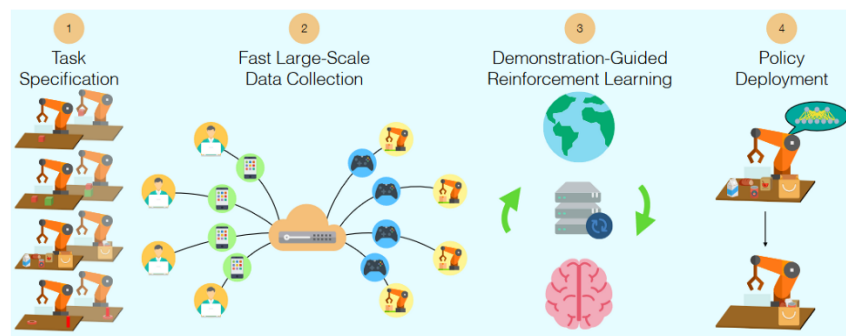 1
Task
Specification
2
Fast Large-Scale
Data Collection
3
Demonstration-Guided
Reinforcement Learning
4
Policy
Deployment